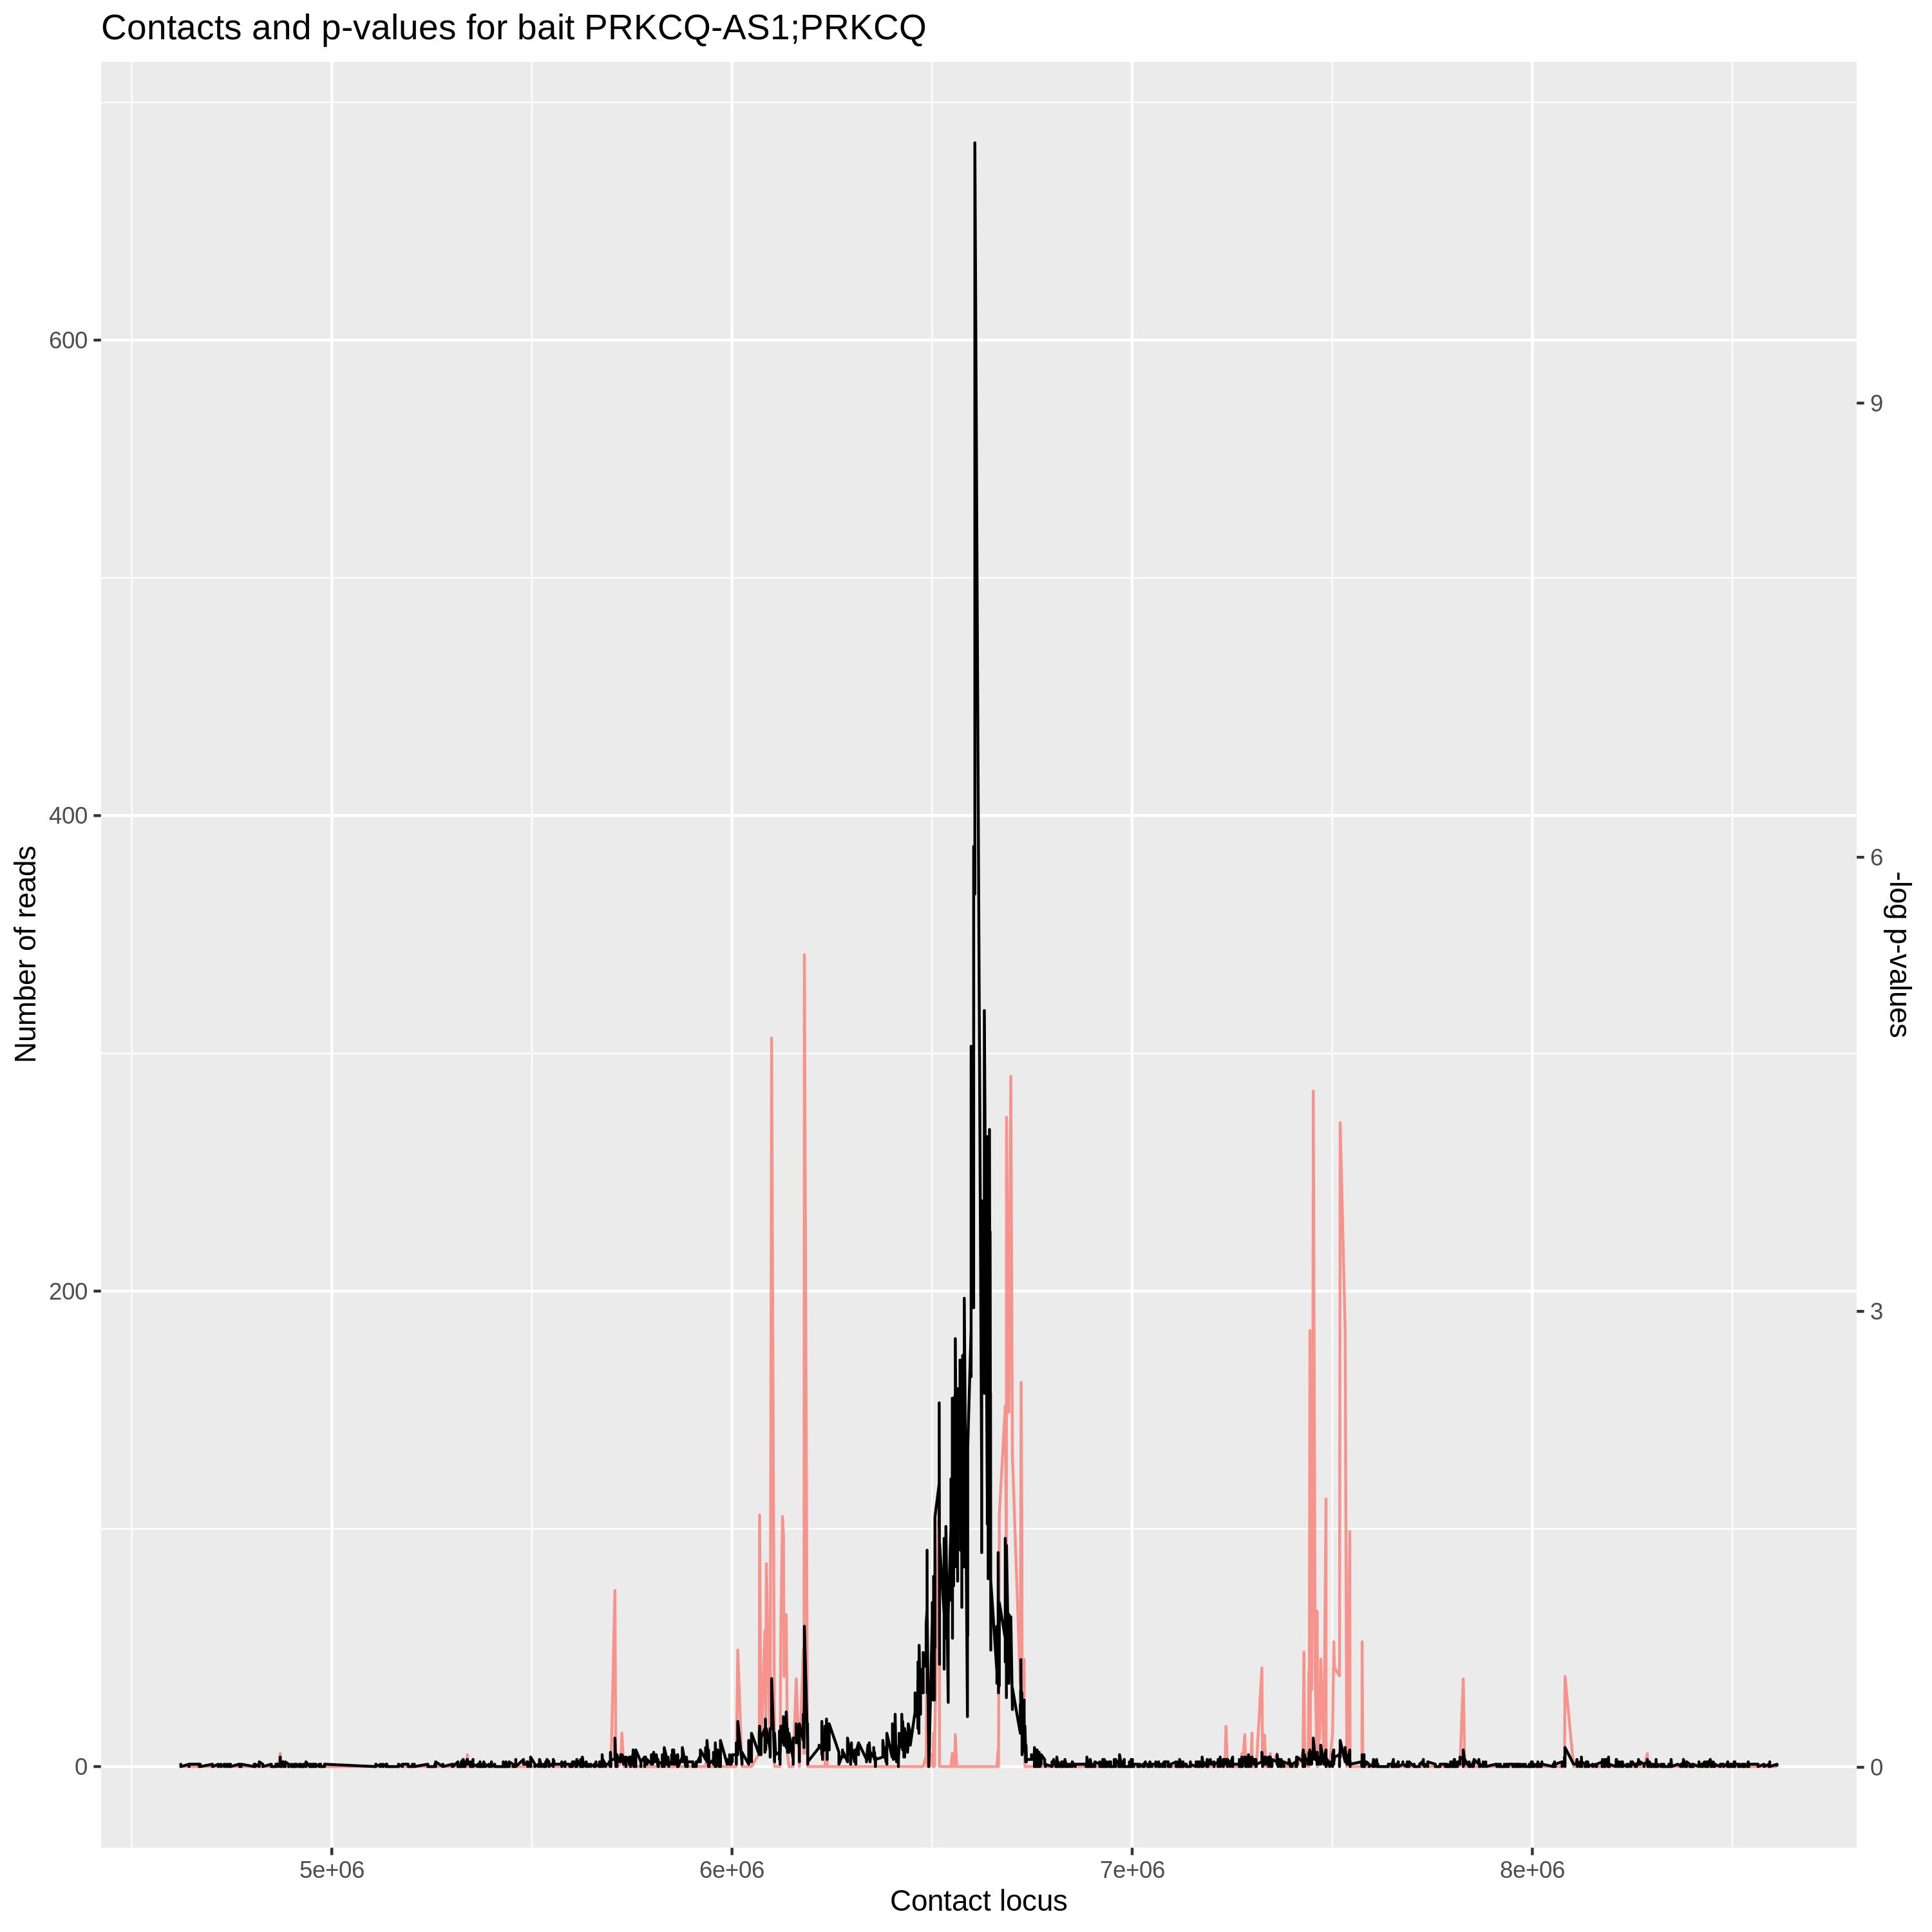 Contacts and p-values for bait PRKCQ-AS1;PRKCQ
600
400
200
0
Number of reads
9
6
3
0
-log p-values
5e+06
6e+06
7e+06
8e+06
Contact locus